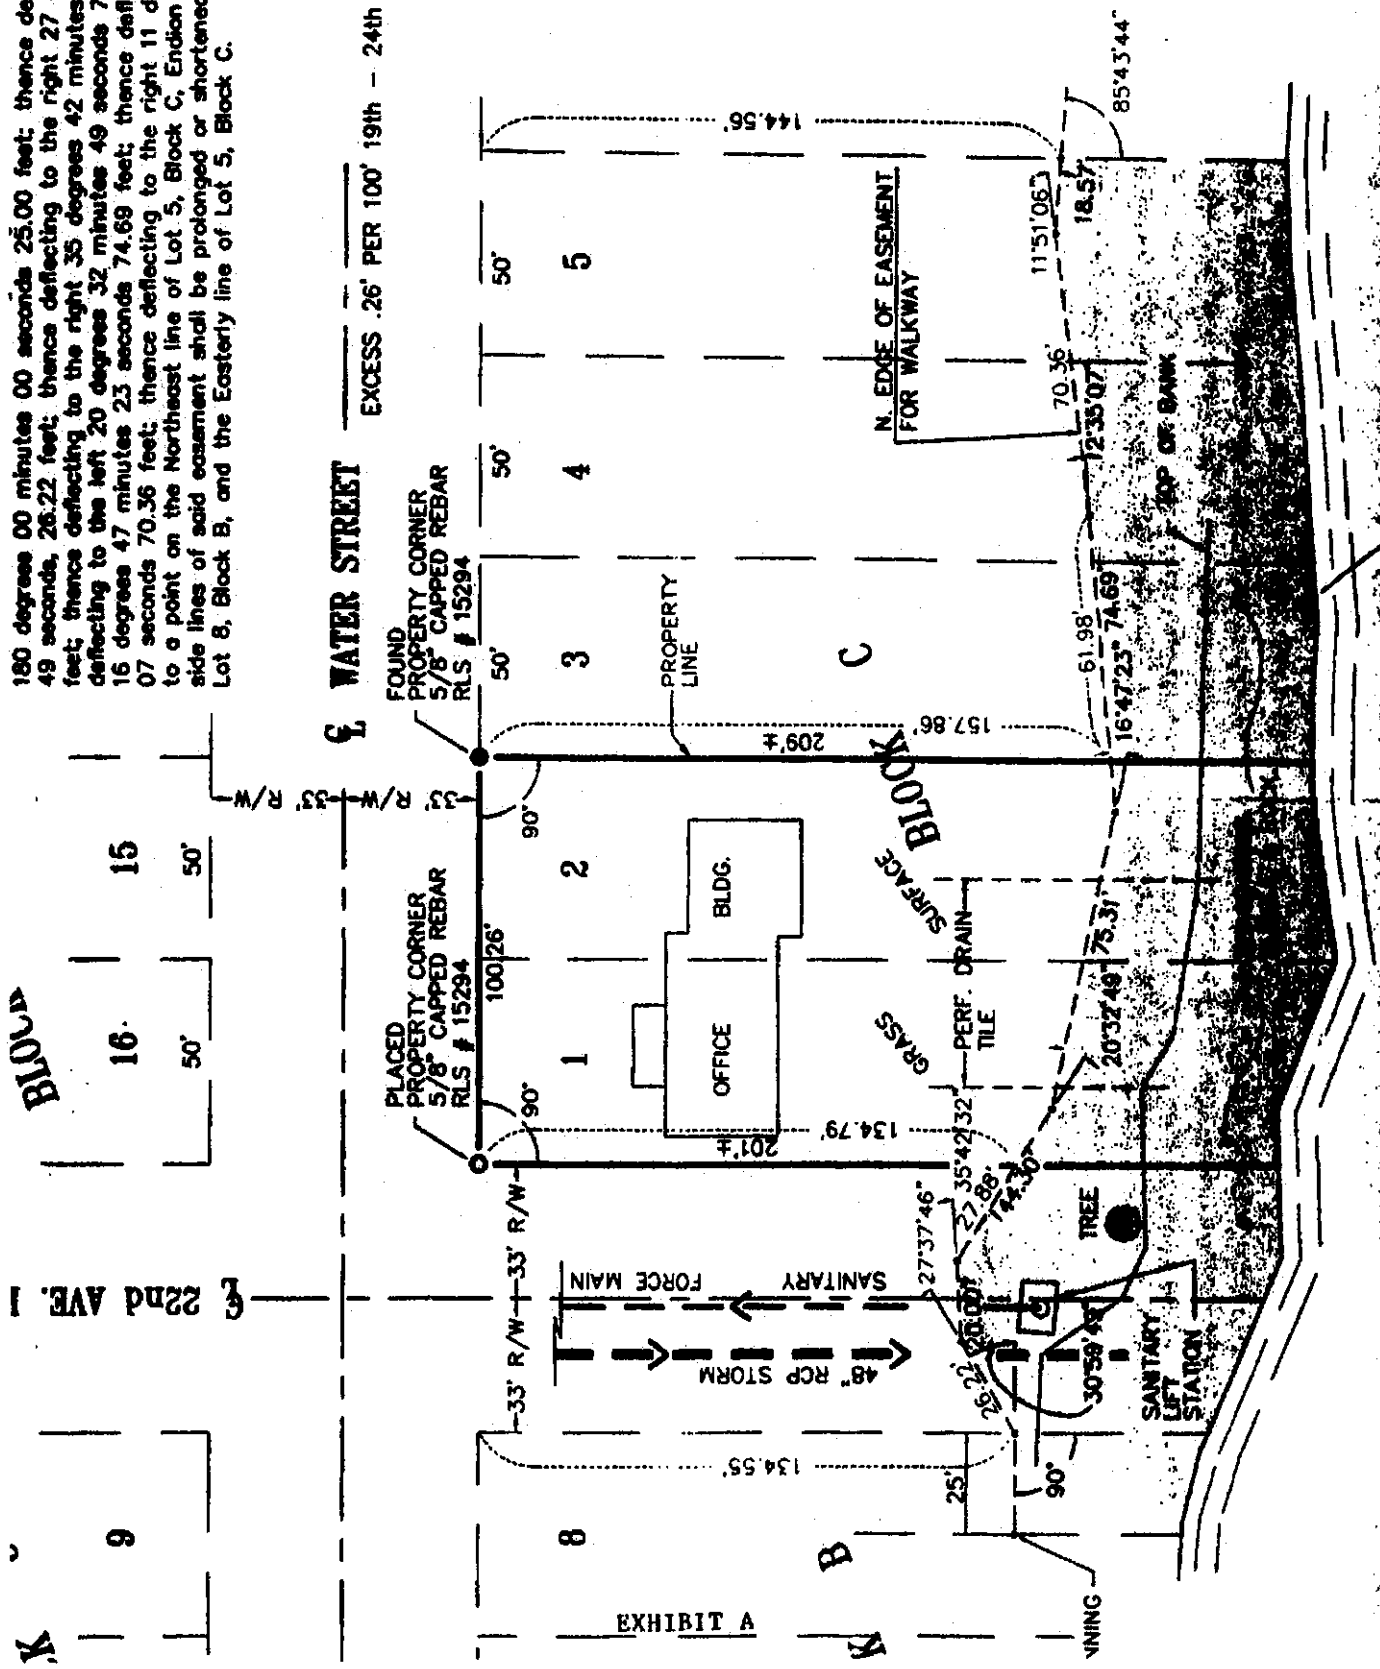 180 degrees 00 minutes 00 seconds 25.00 feet; thence de
49 seconds, 26.22 feet; thence deflecting to the right 27
feet; thence deflecting to the right 35 degrees 42 minutes
deflecting to the left 20 degrees 32 minutes 49 seconds 7
16 degrees 47 minutes 23 seconds 74.69 feet; thence defl
07 seconds 70.36 feet; thence deflecting to the right 11 d
to a point on the Northeast line of Lot 5, Block C, Endion
side lines of said easement shall be prolonged or shortened
Lot 8, Block B, and the Easterly line of Lot 5, Block C.
9
16
50'
15
50'
22nd AVE.
33' R/W
33' R/W
℄ WATER STREET
EXCESS .26' PER 100' 19th - 24th
PLACED
PROPERTY CORNER
5/8" CAPPED REBAR
RLS # 15294
FOUND
PROPERTY CORNER
5/8" CAPPED REBAR
RLS # 15294
33' R/W
33' R/W
90°
100.26'
90°
50'
50'
50'
8
1
2
3
4
5
134.55'
48" RCP STORM
SANITARY
FORCE MAIN
201'±
134.79'
OFFICE
BLDG.
209'±
157.86'
PROPERTY
LINE
144.56'
EXHIBIT A
B
GRASS
SURFACE
BLOCK
C
N. EDGE OF EASEMENT
FOR WALKWAY
25'
90°
26.22'
20.00'
27°37'46"
27.88'
35°42'32"
PERF. DRAIN
TILE
30°59'49"
144.30'
20°32'49"
75.31'
16°47'23"
74.69
61.98'
12°35'07"
70.36'
11°51'06"
18.57'
85°43'44"
TREE
SANITARY
LIFT
STATION
TOP OF BANK
ROCK
NNING